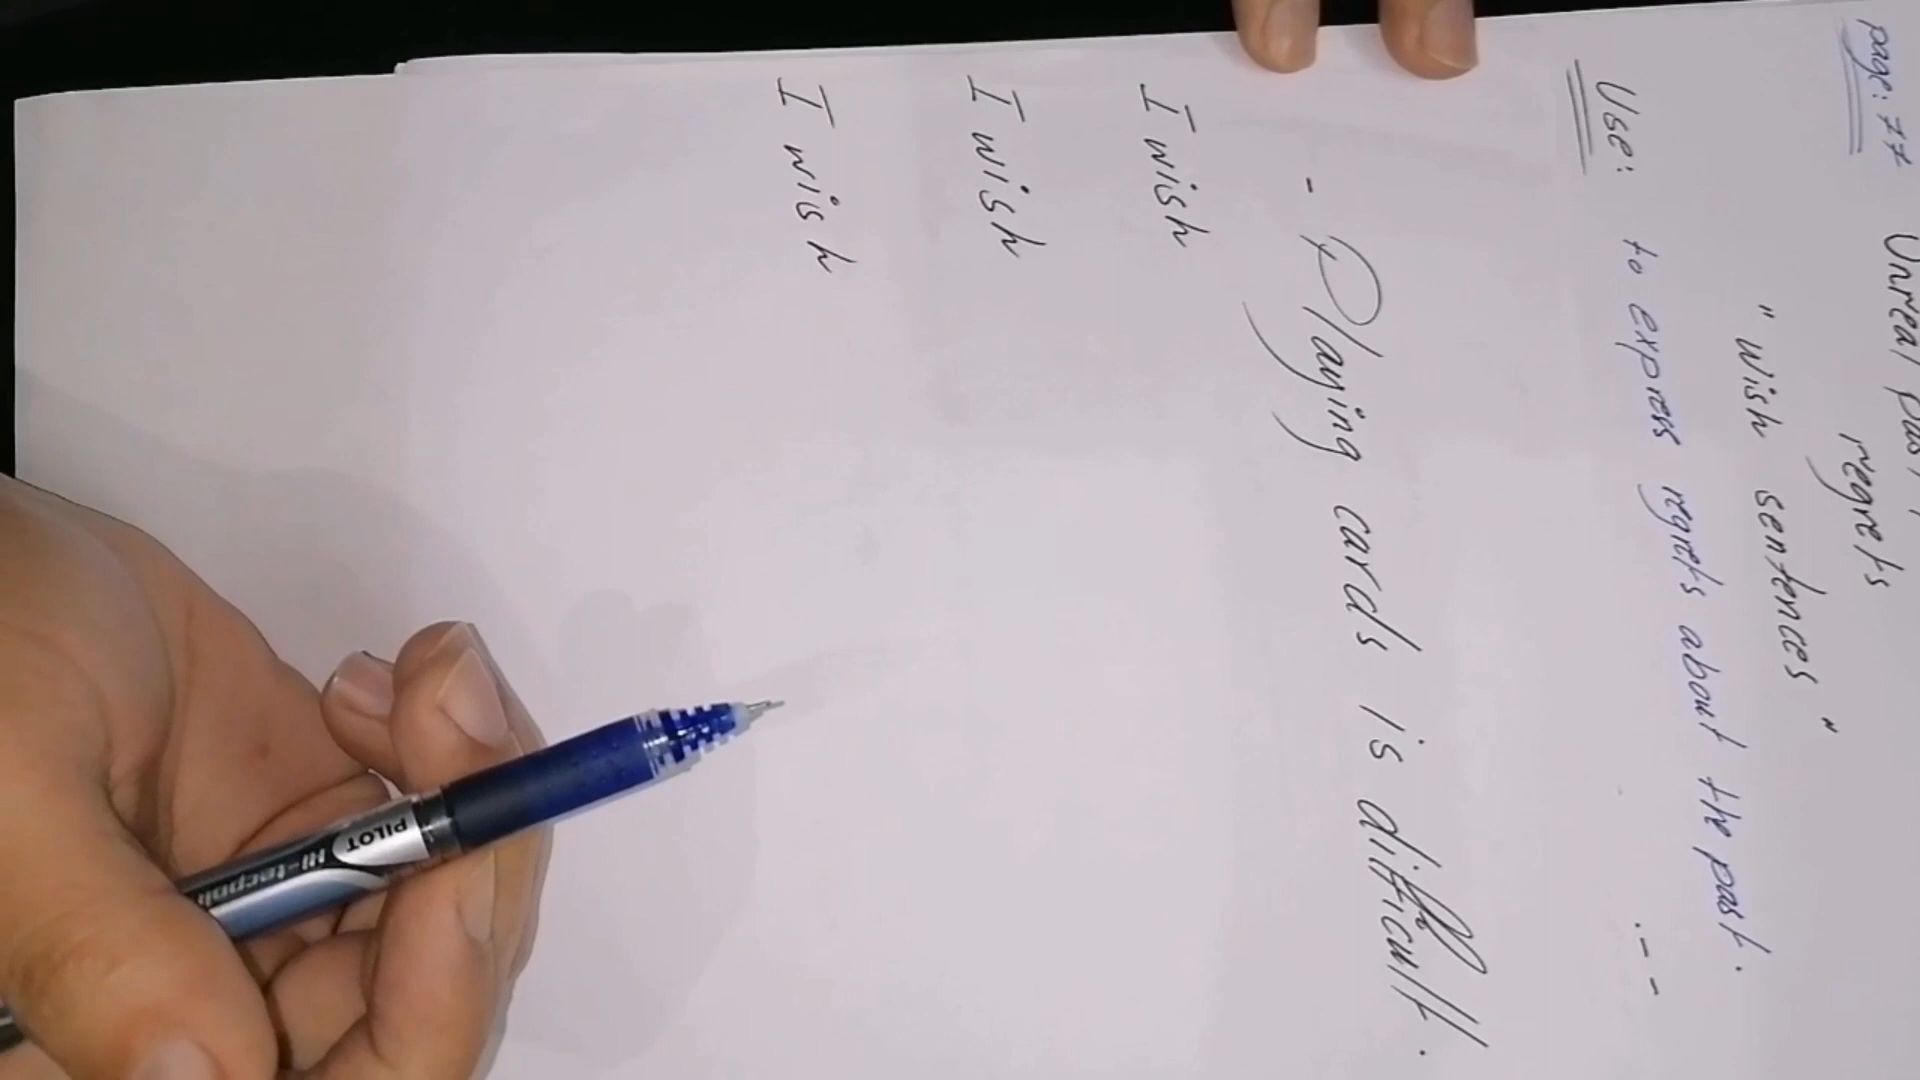 page: 77 Unreal past
regrets
"wish sentences"
Use: to express regrets about the past.
- Playing cards is difficult.
I wish
I wish
I wish
PILOT
Hi-tecpoint